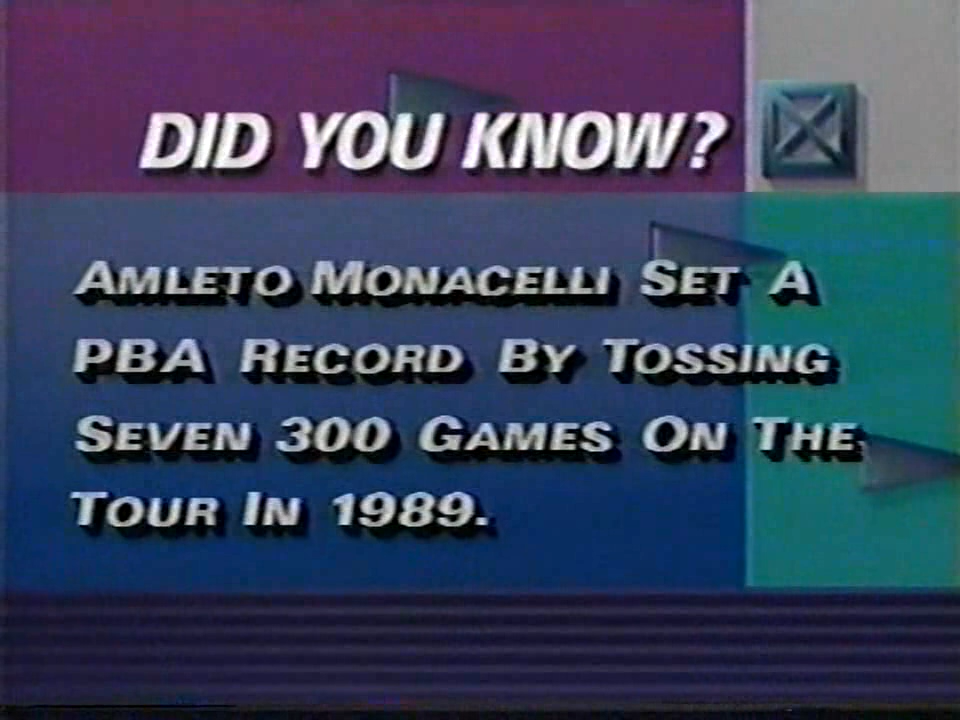 DID YOU KNOW?
AMLETO MONACELLI SET A
PBA RECORD BY TOSSING
SEVEN 300 GAMES ON THE
TOUR IN 1989.